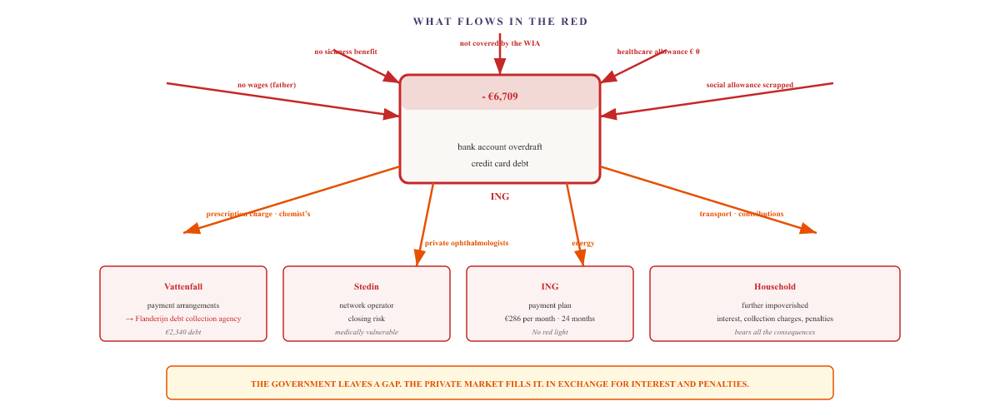 WHAT FLOWS IN THE RED
not covered by the WIA
no sickness benefit
healthcare allowance € 0
no wages (father)
social allowance scrapped
- €6,709
bank account overdraft
credit card debt
ING
prescription charge · chemist's
transport · contributions
private ophthalmologists
energy
Vattenfall
payment arrangements
→ Flanderijn debt collection agency
€2,340 debt
Stedin
network operator
closing risk
medically vulnerable
ING
payment plan
€286 per month · 24 months
No red light
Household
further impoverished
interest, collection charges, penalties
bears all the consequences
THE GOVERNMENT LEAVES A GAP. THE PRIVATE MARKET FILLS IT. IN EXCHANGE FOR INTEREST AND PENALTIES.